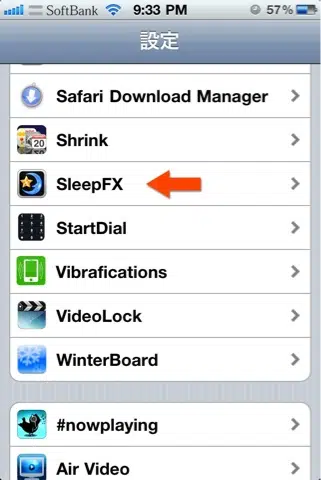 SoftBank 9:33 PM 57%
設定
Safari Download Manager
Shrink
SleepFX
StartDial
Vibrafications
VideoLock
WinterBoard
#nowplaying
Air Video